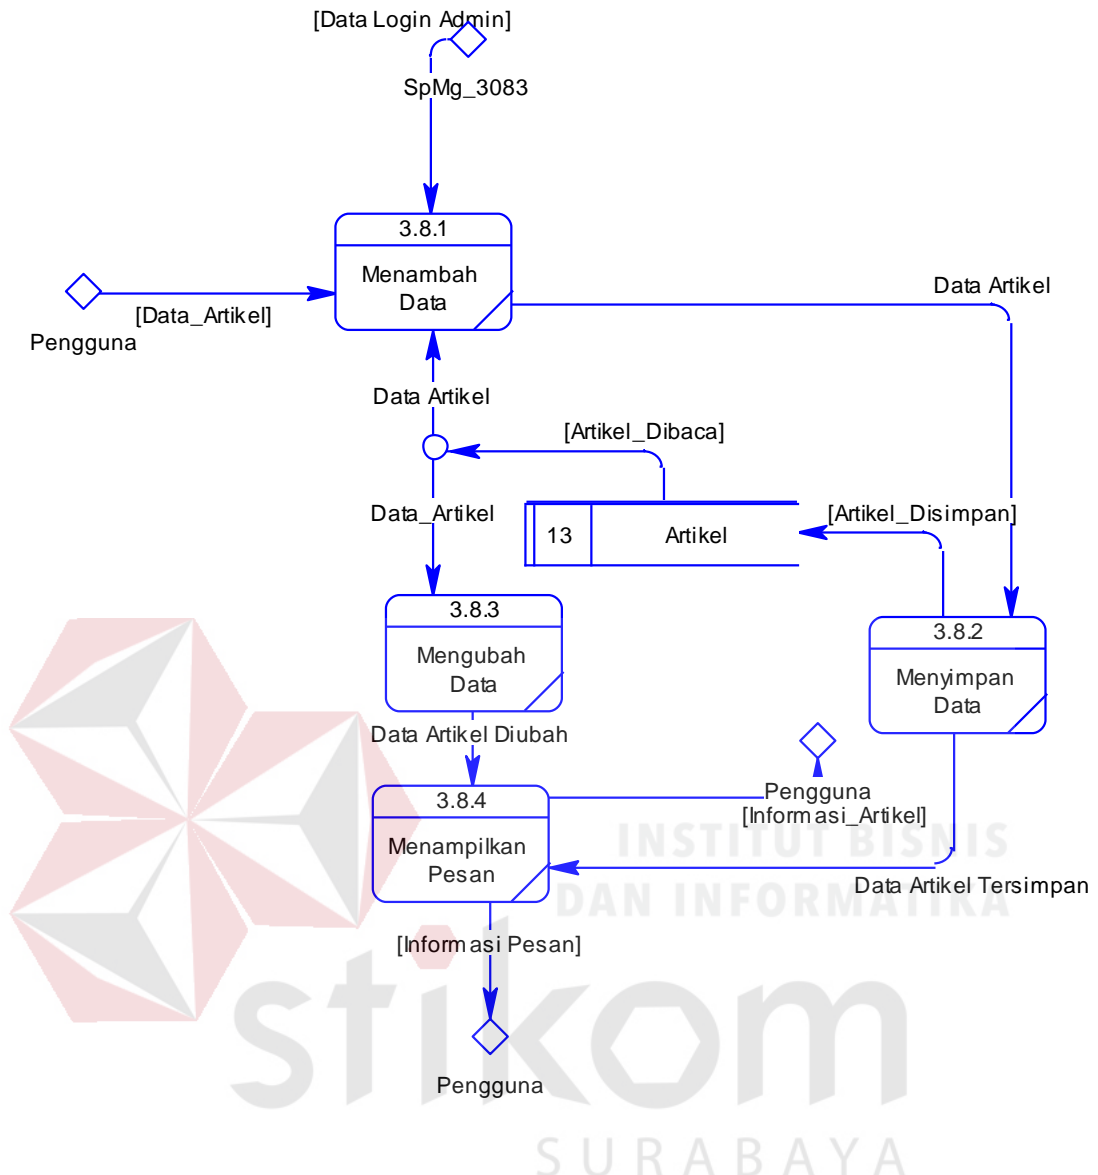 [Data Login Admin]
SpMg_3083
3.8.1
Menambah
Data
Data Artikel
[Data_Artikel]
Pengguna
Data Artikel
[Artikel_Dibaca]
Data_Artikel
13
Artikel
[Artikel_Disimpan]
3.8.3
Mengubah
Data
3.8.2
Menyimpan
Data
Data Artikel Diubah
Pengguna
[Informasi_Artikel]
3.8.4
Menampilkan
Pesan
INSTITUT BISNIS
DAN INFORMATIKA
Data Artikel Tersimpan
[Informasi Pesan]
stikom
Pengguna
SURABAYA